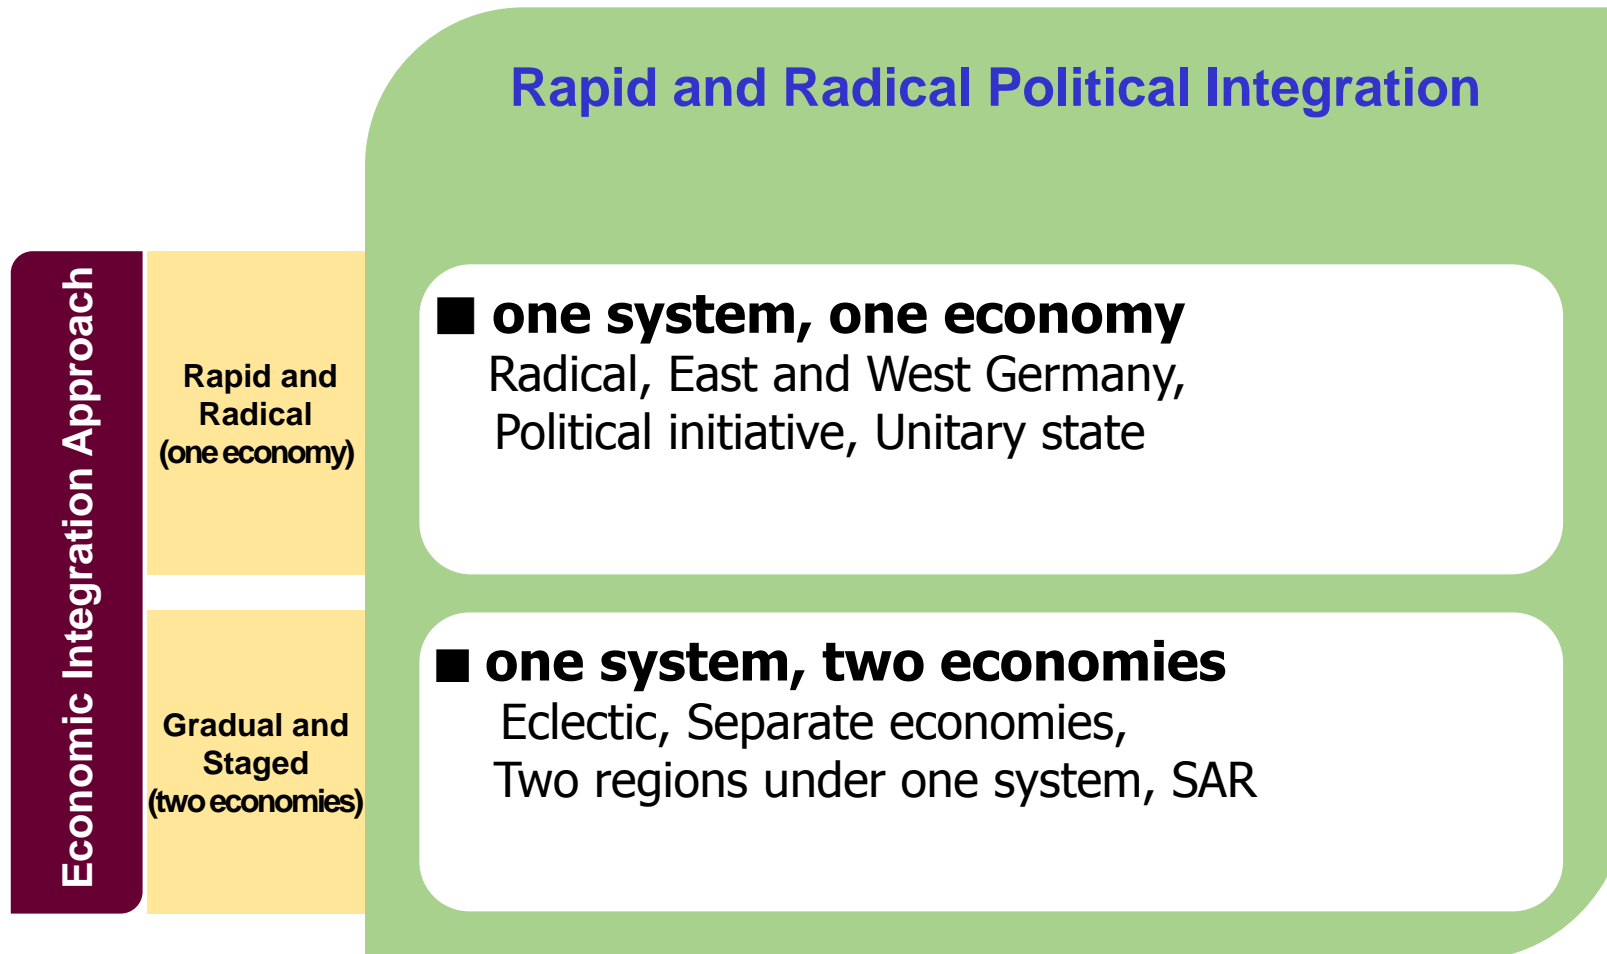 Rapid and Radical Political Integration
Economic Integration Approach
Rapid and
Radical
(one economy)
■ one system, one economy
Radical, East and West Germany,
Political initiative, Unitary state
Gradual and
Staged
(two economies)
■ one system, two economies
Eclectic, Separate economies,
Two regions under one system, SAR